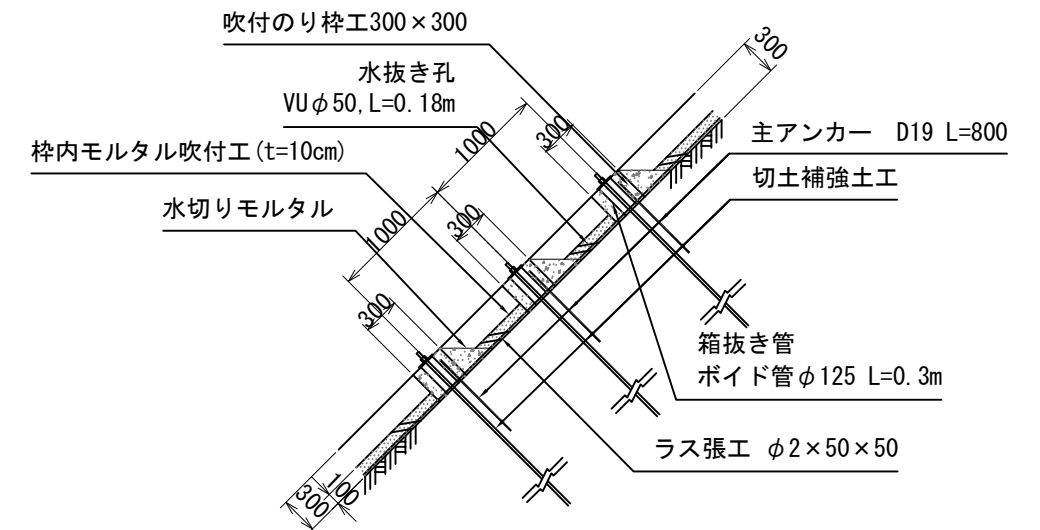 吹付のり枠工300×300
水抜き孔
VUφ50,L=0.18m
枠内モルタル吹付工(t=10cm)
水切りモルタル
300
1000
300
1000
300
300
主アンカー D19 L=800
切土補強土工
箱抜き管
ボイド管φ125 L=0.3m
ラス張工 φ2×50×50
100
300